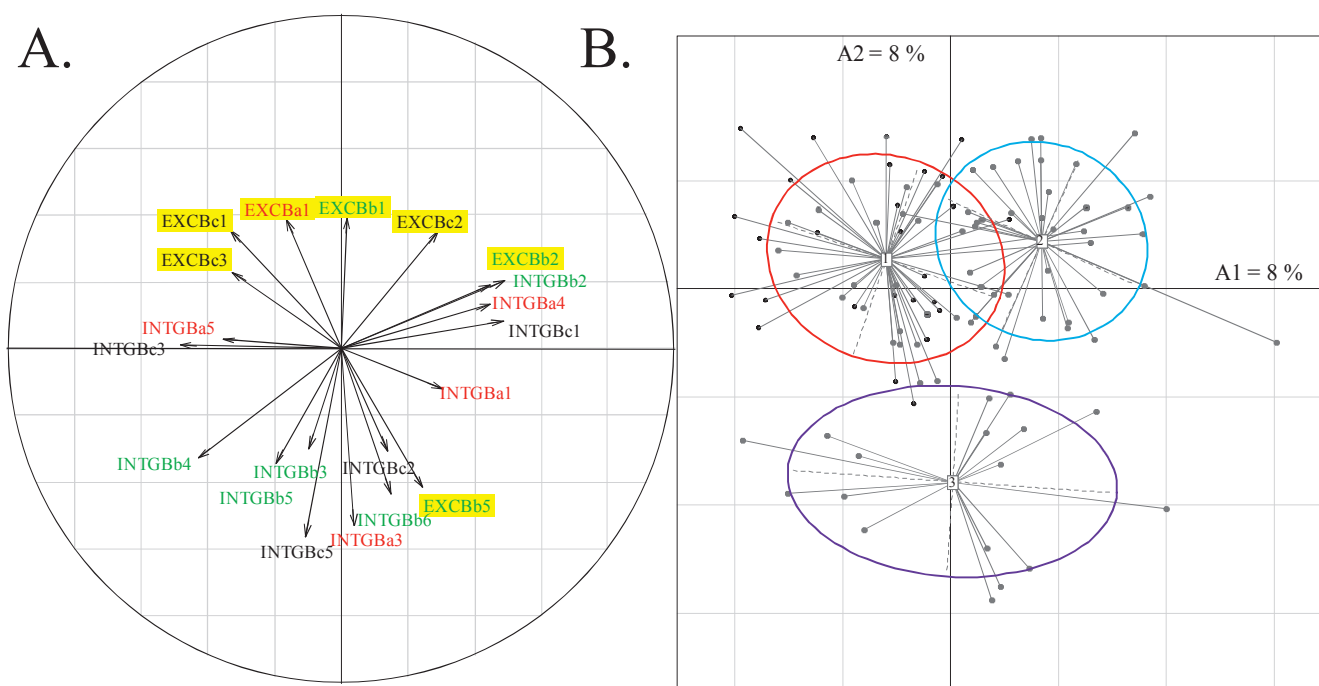 A.
EXCBc1
EXCBa1
EXCBb1
EXCBc2
EXCBc3
EXCBb2
INTGBb2
INTGBa4
INTGBa5
INTGBc1
INTGBc3
INTGBa1
INTGBb4
INTGBb3
INTGBc2
INTGBb5
EXCBb5
INTGBb6
INTGBa3
INTGBc5
B.
A2 = 8 %
A1 = 8 %
1
2
3